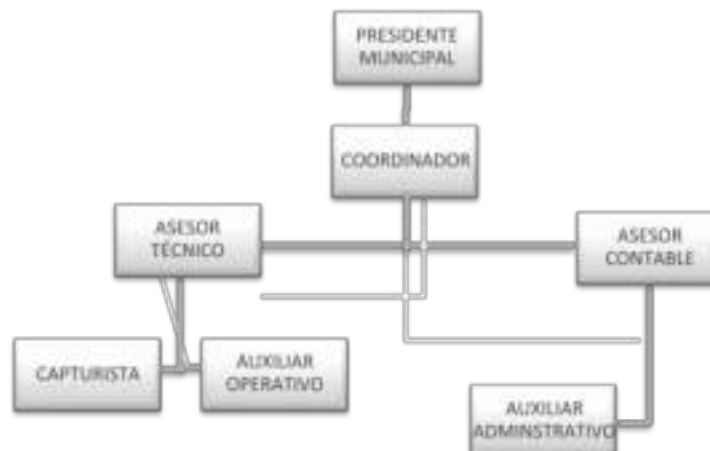 PRESIDENTE
MUNICIPAL
COORDINADOR
ASESOR
TÉCNICO
ASESOR
CONTABLE
CAPTURISTA
AUXILIAR
OPERATIVO
AUXILIAR
ADMINSTRATIVO